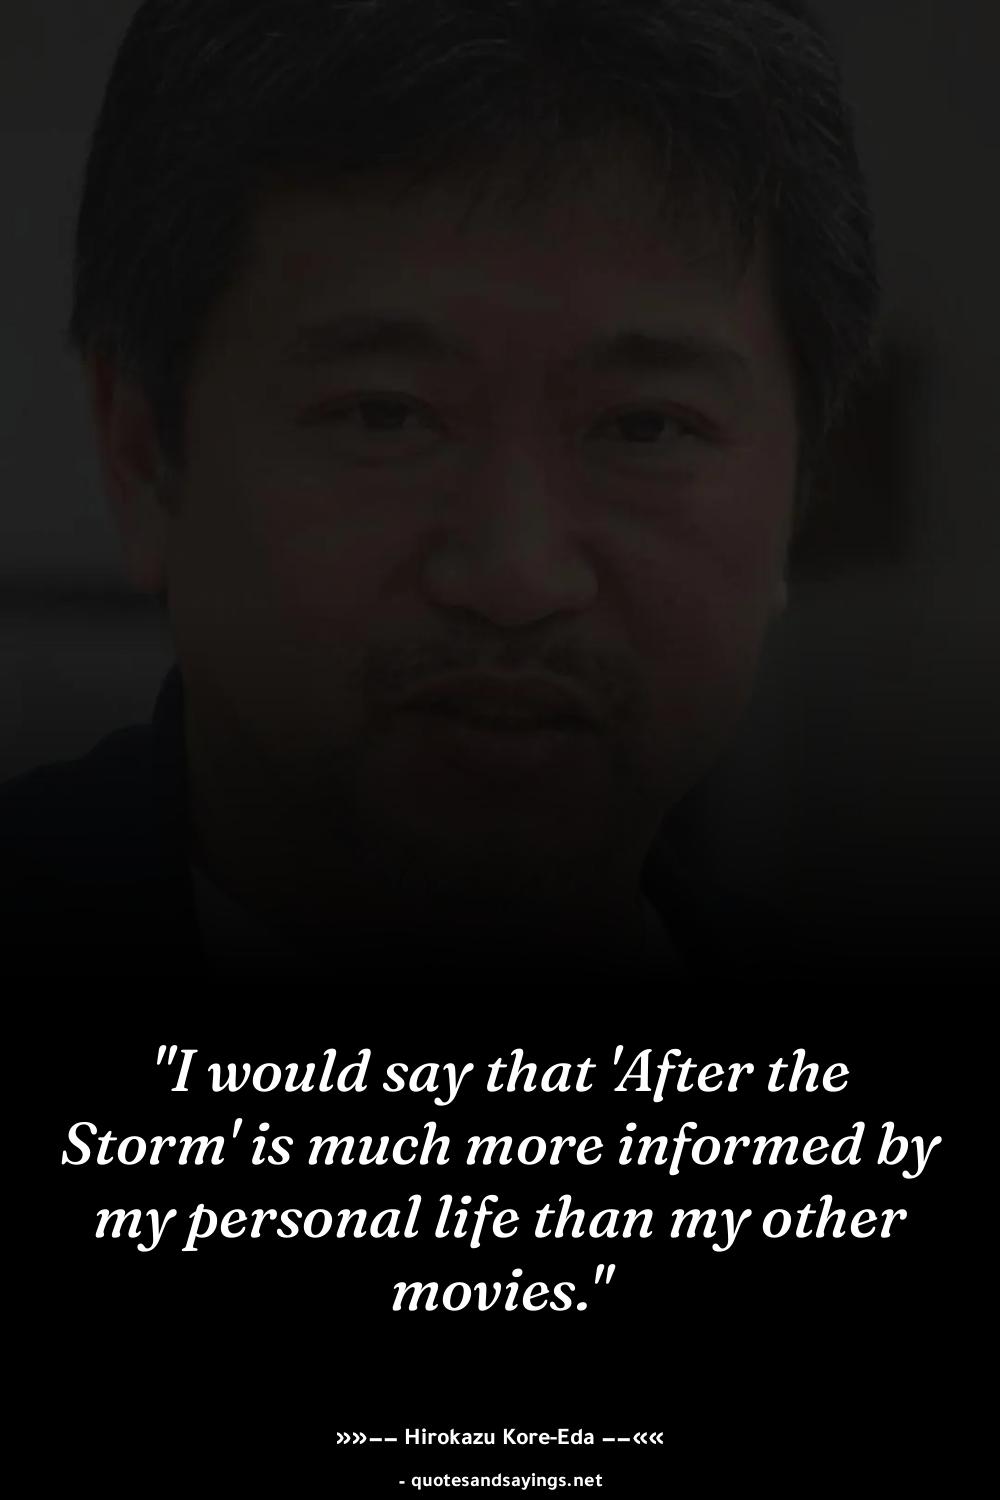 "I would say that 'After the
Storm' is much more informed by
my personal life than my other
movies."
»»–– Hirokazu Kore-Eda ––««
- quotesandsayings.net